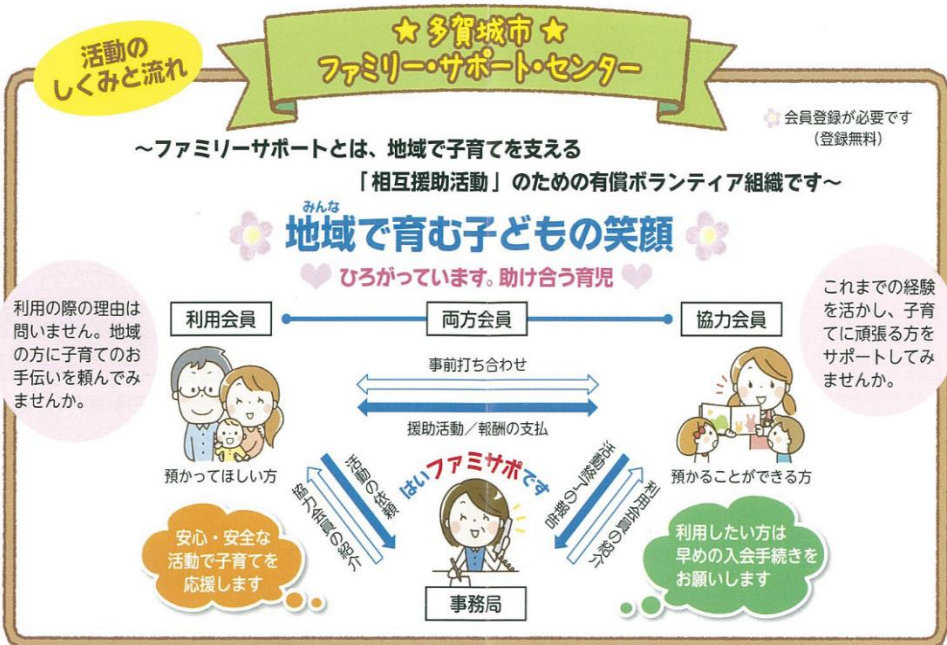 活動の
しくみと流れ
★多賀城市★
ファミリー・サポート・センター
会員登録が必要です
(登録無料)
～ファミリーサポートとは、地域で子育てを支える
「相互援助活動」のための有償ボランティア組織です～
みんな
地域で育む子どもの笑顔
ひろがっています。助け合う育児
利用の際の理由は
問いません。地域
の方に子育てのお
手伝いを頼んでみ
ませんか。
利用会員
両方会員
協力会員
これまでの経験
を活かし、子育
てに頑張る方を
サポートしてみ
ませんか。
事前打ち合わせ
援助活動／報酬の支払
預かってほしい方
預かることができる方
活動の依頼
協力会員の紹介
はいファミサポです
活動終了の報告
利用会員の紹介
安心・安全な
活動で子育てを
応援します
利用したい方は
早めの入会手続きを
お願いします
事務局